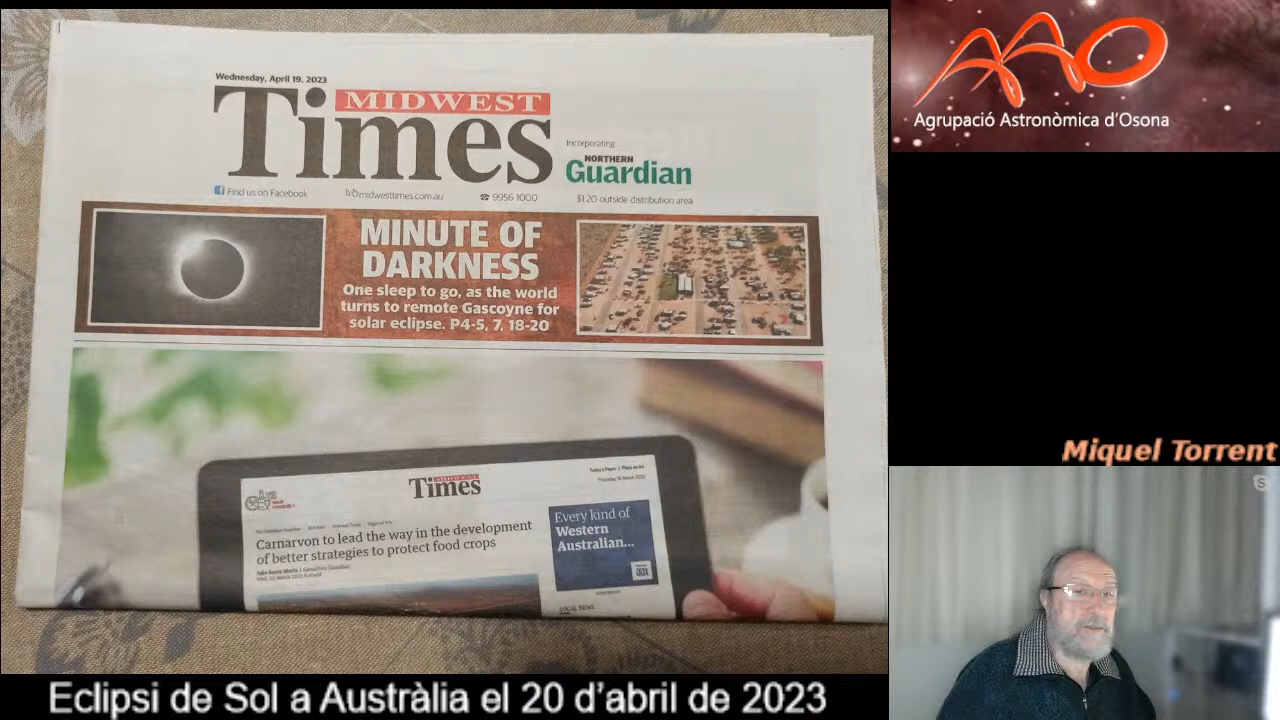 Wednesday, April 19, 2023
MIDWEST
Times
Incorporating
NORTHERN
Guardian
Find us on Facebook
midwesttimes.com.au
9956 1000
$1.20 outside distribution area
MINUTE OF
DARKNESS
One sleep to go, as the world
turns to remote Gascoyne for
solar eclipse. P4-5, 7, 18-20
MIDWEST
Times
Carnarvon to lead the way in the development
of better strategies to protect food crops
Every kind of
Western
Australian...
LOCAL NEWS
AAO
Agrupació Astronòmica d'Osona
Miquel Torrent
S
Eclipsi de Sol a Austràlia el 20 d'abril de 2023